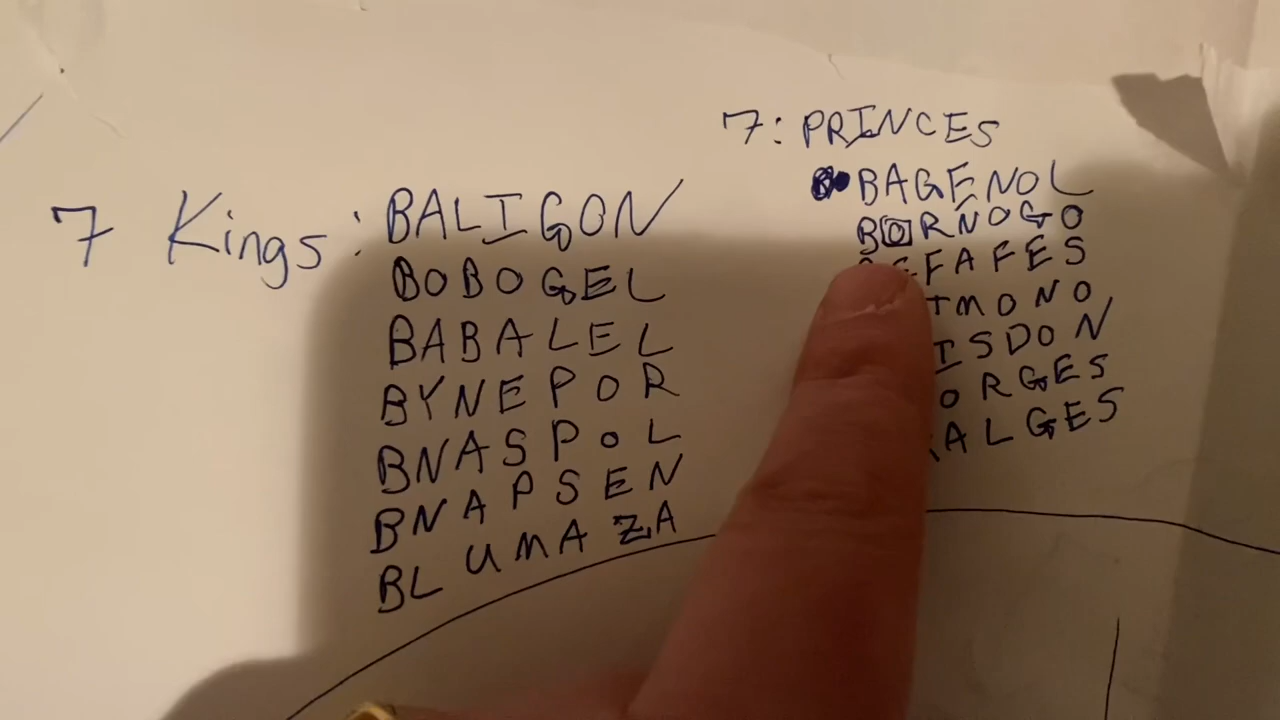 7 Kings: BALIGON
BOBOGEL
BABALEL
BYNEPOR
BNASPOL
BNAPSEN
BLUMAZA
7: PRINCES
BAGENOL
BORNOGO